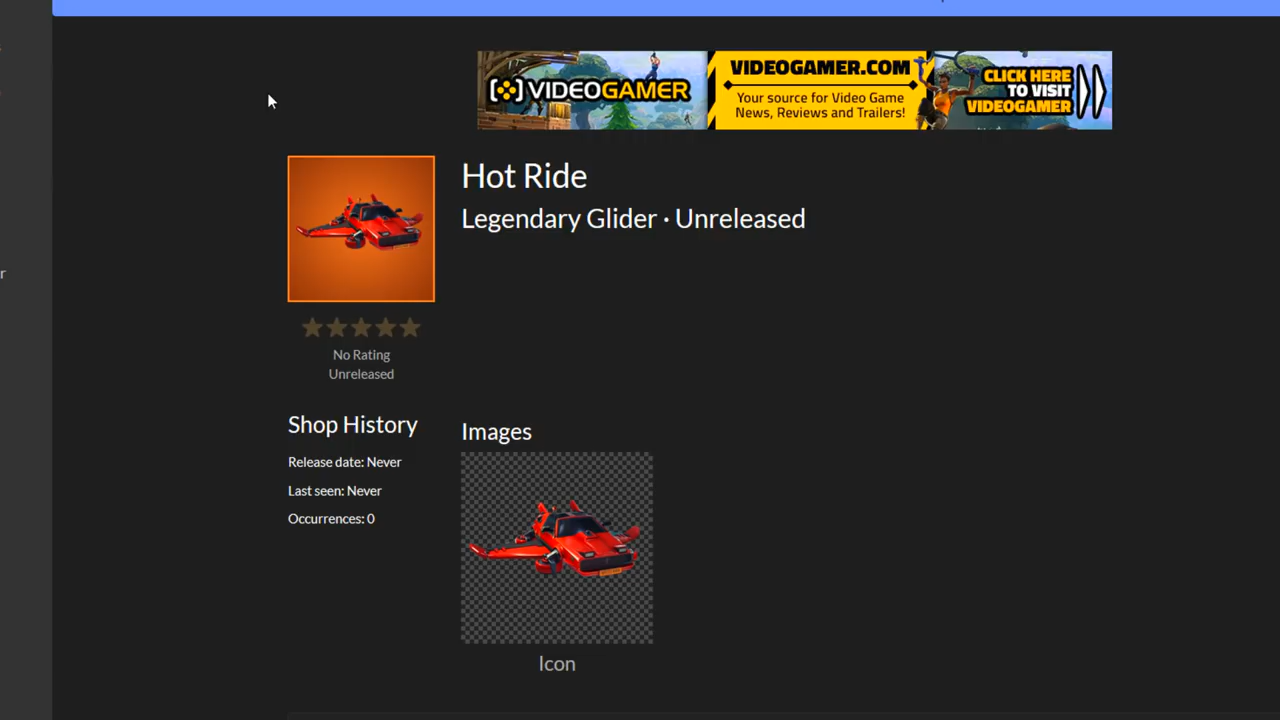 [::] VIDEOGAMER
VIDEOGAMER.COM
Your source for Video Game
News, Reviews and Trailers!
CLICK HERE
TO VISIT
VIDEOGAMER
Hot Ride
Legendary Glider · Unreleased
r
No Rating
Unreleased
Shop History
Release date: Never
Last seen: Never
Occurrences: 0
Images
Icon